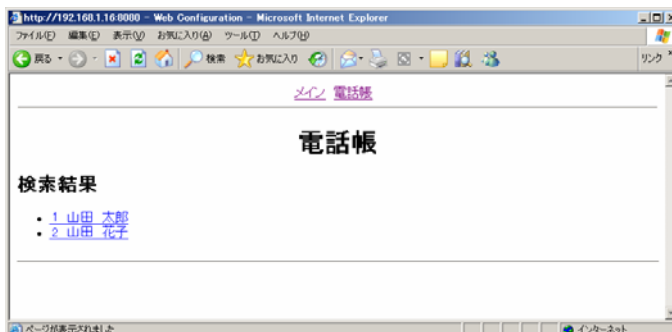 http://192.168.1.16:8080 - Web Configuration - Microsoft Internet Explorer
ファイル(F) 編集(E) 表示(V) お気に入り(A) ツール(T) ヘルプ(H)
戻る 検索 お気に入り リンク
メイン 電話帳
電話帳
検索結果
1 山田 太郎
2 山田 花子
ページが表示されました インターネット